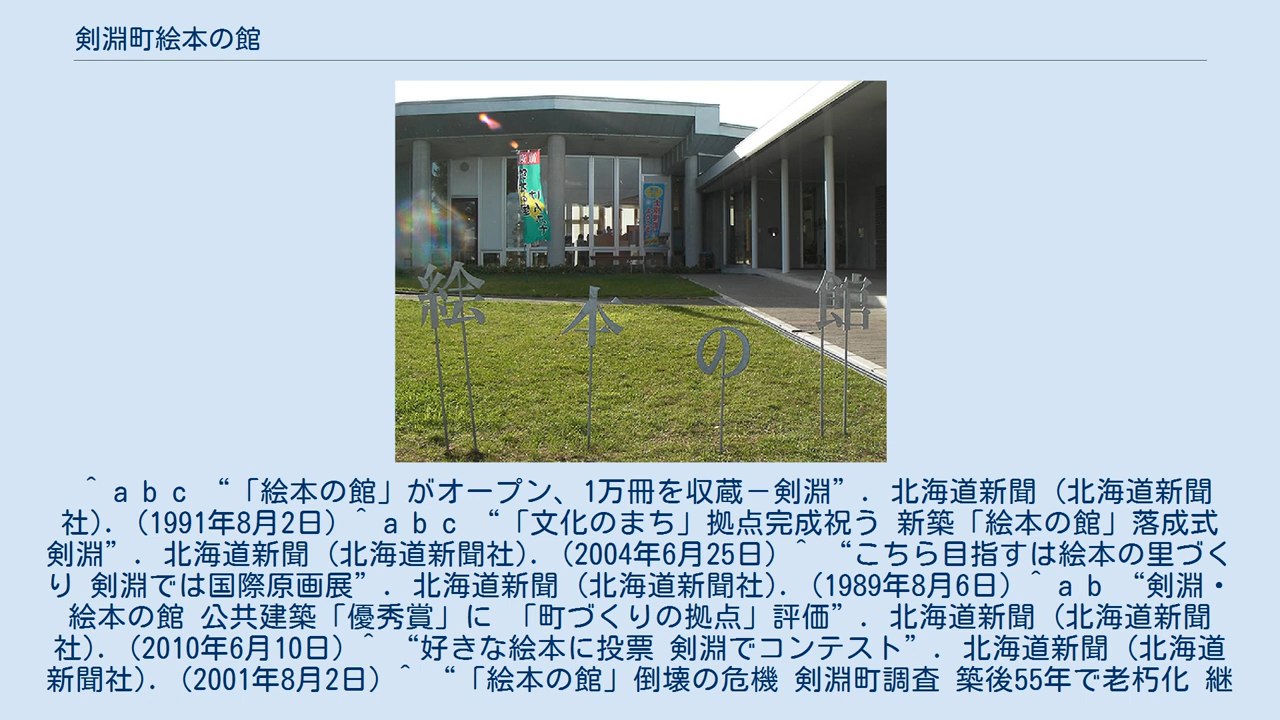 剣淵町絵本の館
絵本の館
＾ a b c “「絵本の館」がオープン、1万冊を収蔵－剣淵”. 北海道新聞 (北海道新聞
社). (1991年8月2日) ＾ a b c “「文化のまち」拠点完成祝う 新築「絵本の館」落成式
剣淵”. 北海道新聞 (北海道新聞社). (2004年6月25日) ＾ “こちら目指すは絵本の里づく
り 剣淵では国際原画展”. 北海道新聞 (北海道新聞社). (1989年8月6日) ＾ a b “剣淵・
絵本の館 公共建築「優秀賞」に 「町づくりの拠点」評価”. 北海道新聞 (北海道新聞
社). (2010年6月10日) ＾ “好きな絵本に投票 剣淵でコンテスト”. 北海道新聞 (北海道
新聞社). (2001年8月2日) ＾ “「絵本の館」倒壊の危機 剣淵町調査 築後55年で老朽化 継